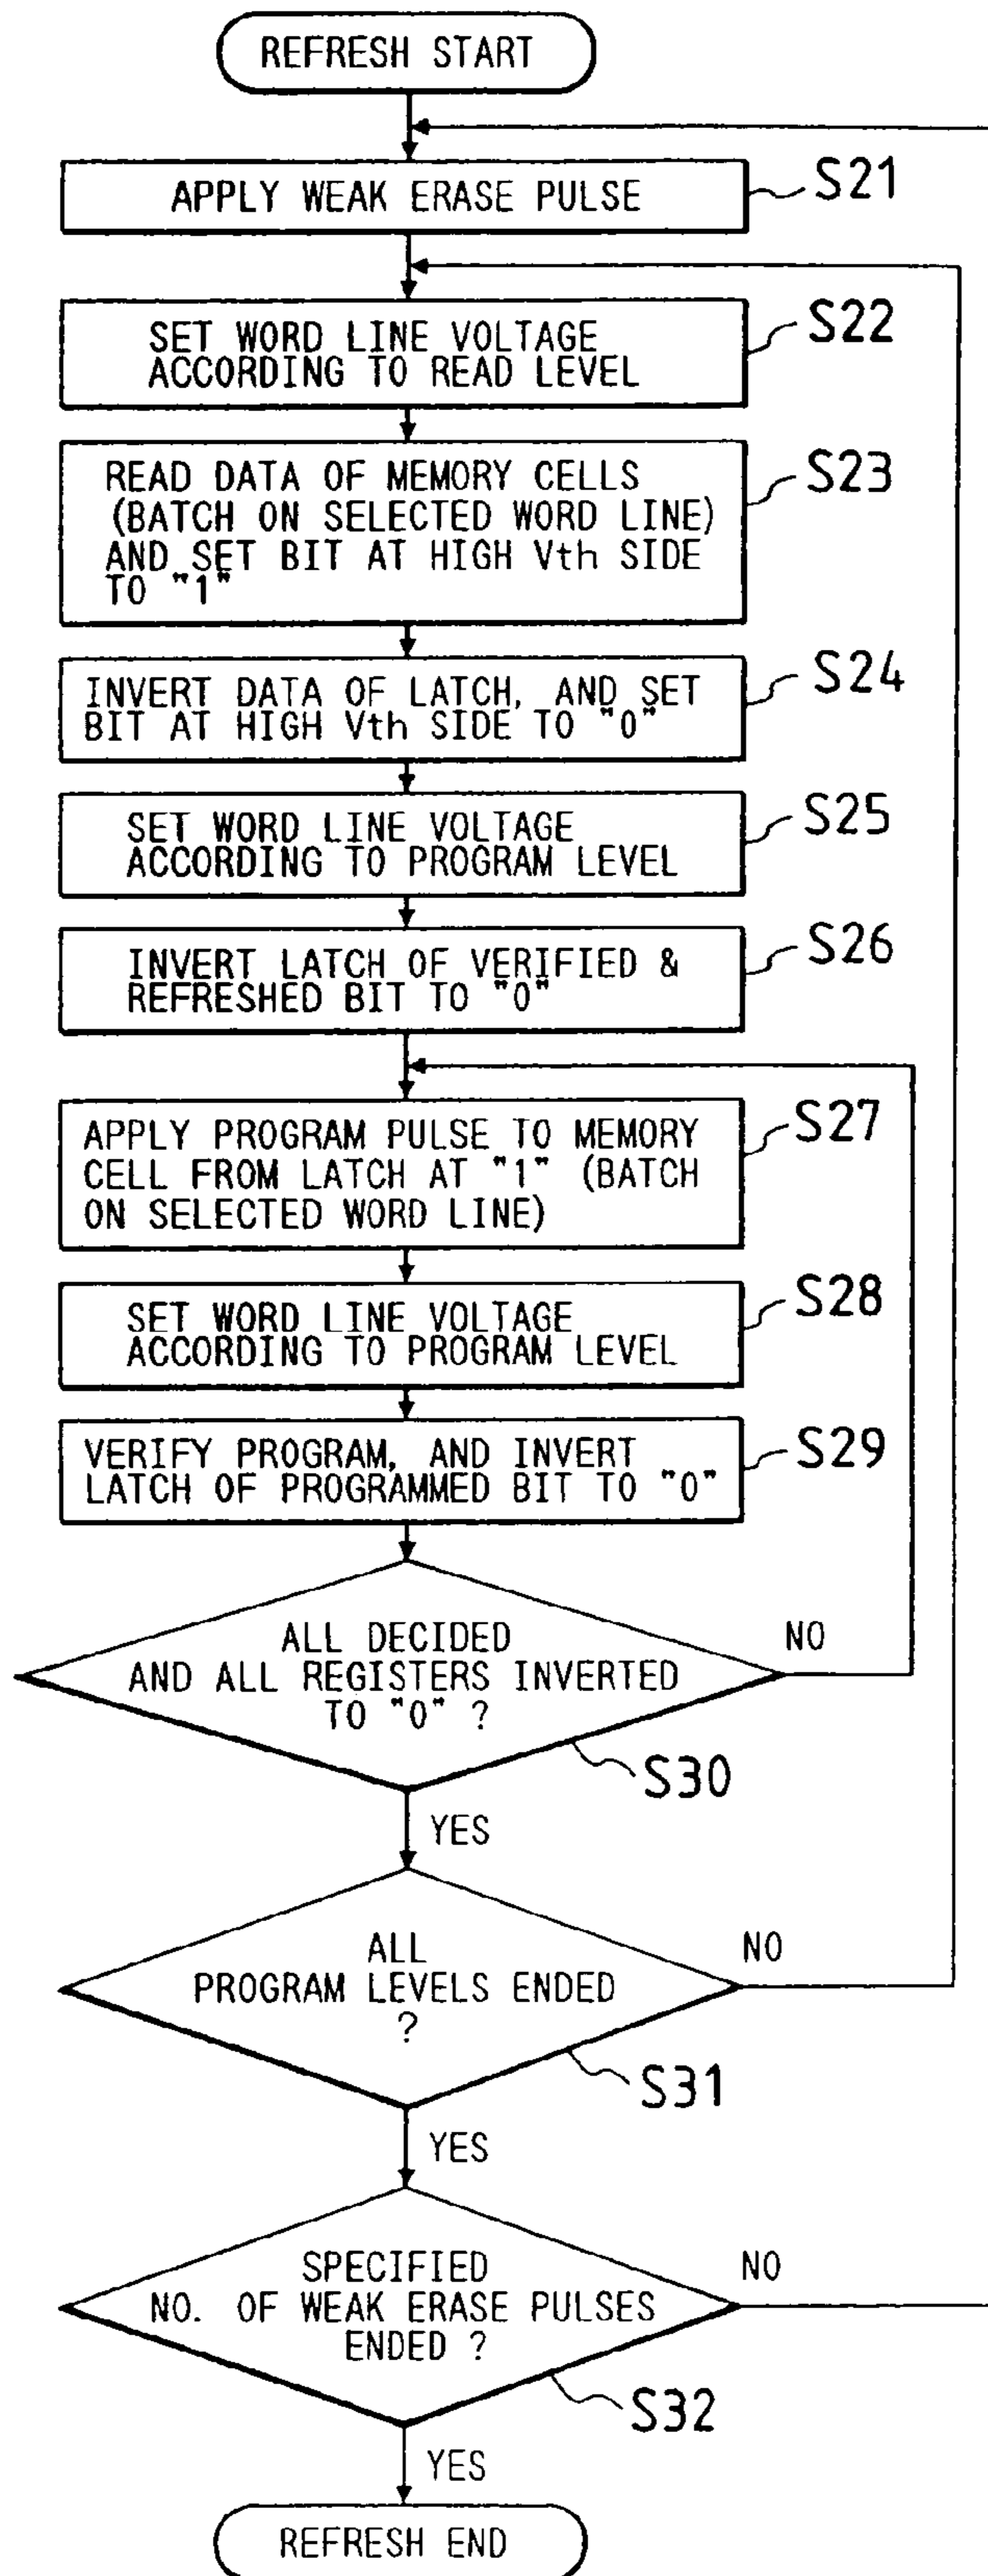 REFRESH START
APPLY WEAK ERASE PULSE
S21
SET WORD LINE VOLTAGE
ACCORDING TO READ LEVEL
S22
READ DATA OF MEMORY CELLS
(BATCH ON SELECTED WORD LINE)
AND SET BIT AT HIGH Vth SIDE
TO "1"
S23
INVERT DATA OF LATCH, AND SET
BIT AT HIGH Vth SIDE TO "0"
S24
SET WORD LINE VOLTAGE
ACCORDING TO PROGRAM LEVEL
S25
INVERT LATCH OF VERIFIED &
REFRESHED BIT TO "0"
S26
APPLY PROGRAM PULSE TO MEMORY
CELL FROM LATCH AT "1" (BATCH
ON SELECTED WORD LINE)
S27
SET WORD LINE VOLTAGE
ACCORDING TO PROGRAM LEVEL
S28
VERIFY PROGRAM, AND INVERT
LATCH OF PROGRAMMED BIT TO "0"
S29
ALL DECIDED
AND ALL REGISTERS INVERTED
TO "0" ?
NO
S30
YES
ALL
PROGRAM LEVELS ENDED
?
NO
S31
YES
SPECIFIED
NO. OF WEAK ERASE PULSES
ENDED ?
NO
S32
YES
REFRESH END